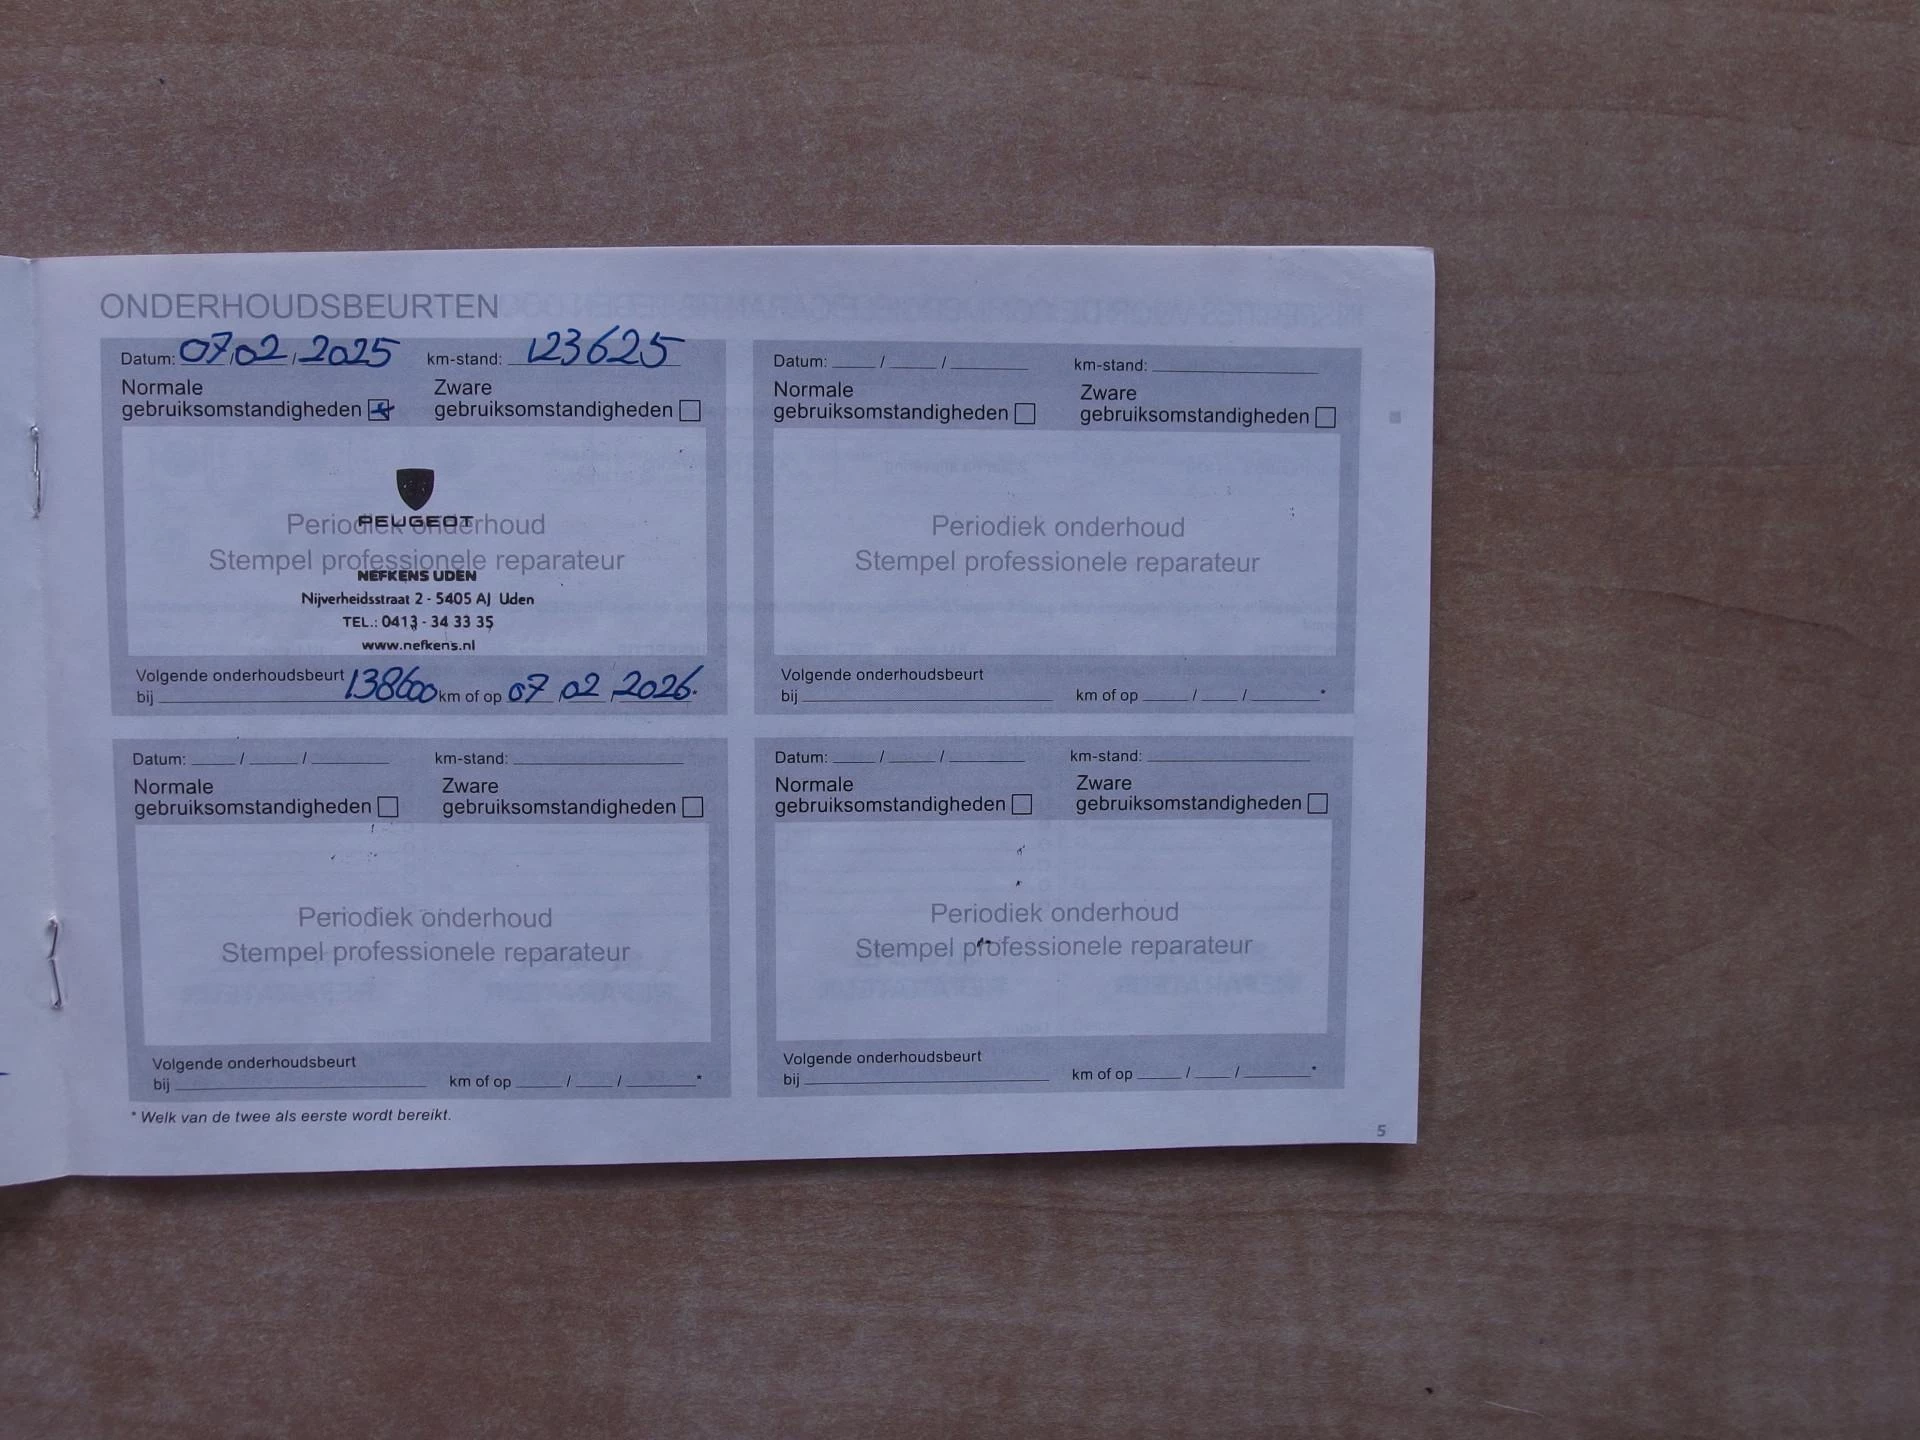 ONDERHOUDSBEURTEN
Datum: 07/02/2025 km-stand: 123625
Normale Zware
gebruiksomstandigheden gebruiksomstandigheden
PEUGEOT
Periodiek onderhoud
Stempel professionele reparateur
NEFKENS UDEN
Nijverheidsstraat 2 - 5405 AJ Uden
TEL.: 0413 - 34 33 35
www.nefkens.nl
Volgende onderhoudsbeurt
bij 138600 km of op 07/02/2026*
Datum: / / km-stand:
Normale Zware
gebruiksomstandigheden gebruiksomstandigheden
Periodiek onderhoud
Stempel professionele reparateur
Volgende onderhoudsbeurt
bij km of op / / *
Datum: / / km-stand:
Normale Zware
gebruiksomstandigheden gebruiksomstandigheden
Periodiek onderhoud
Stempel professionele reparateur
Volgende onderhoudsbeurt
bij km of op / / *
Datum: / / km-stand:
Normale Zware
gebruiksomstandigheden gebruiksomstandigheden
Periodiek onderhoud
Stempel professionele reparateur
Volgende onderhoudsbeurt
bij km of op / / *
* Welk van de twee als eerste wordt bereikt.
5